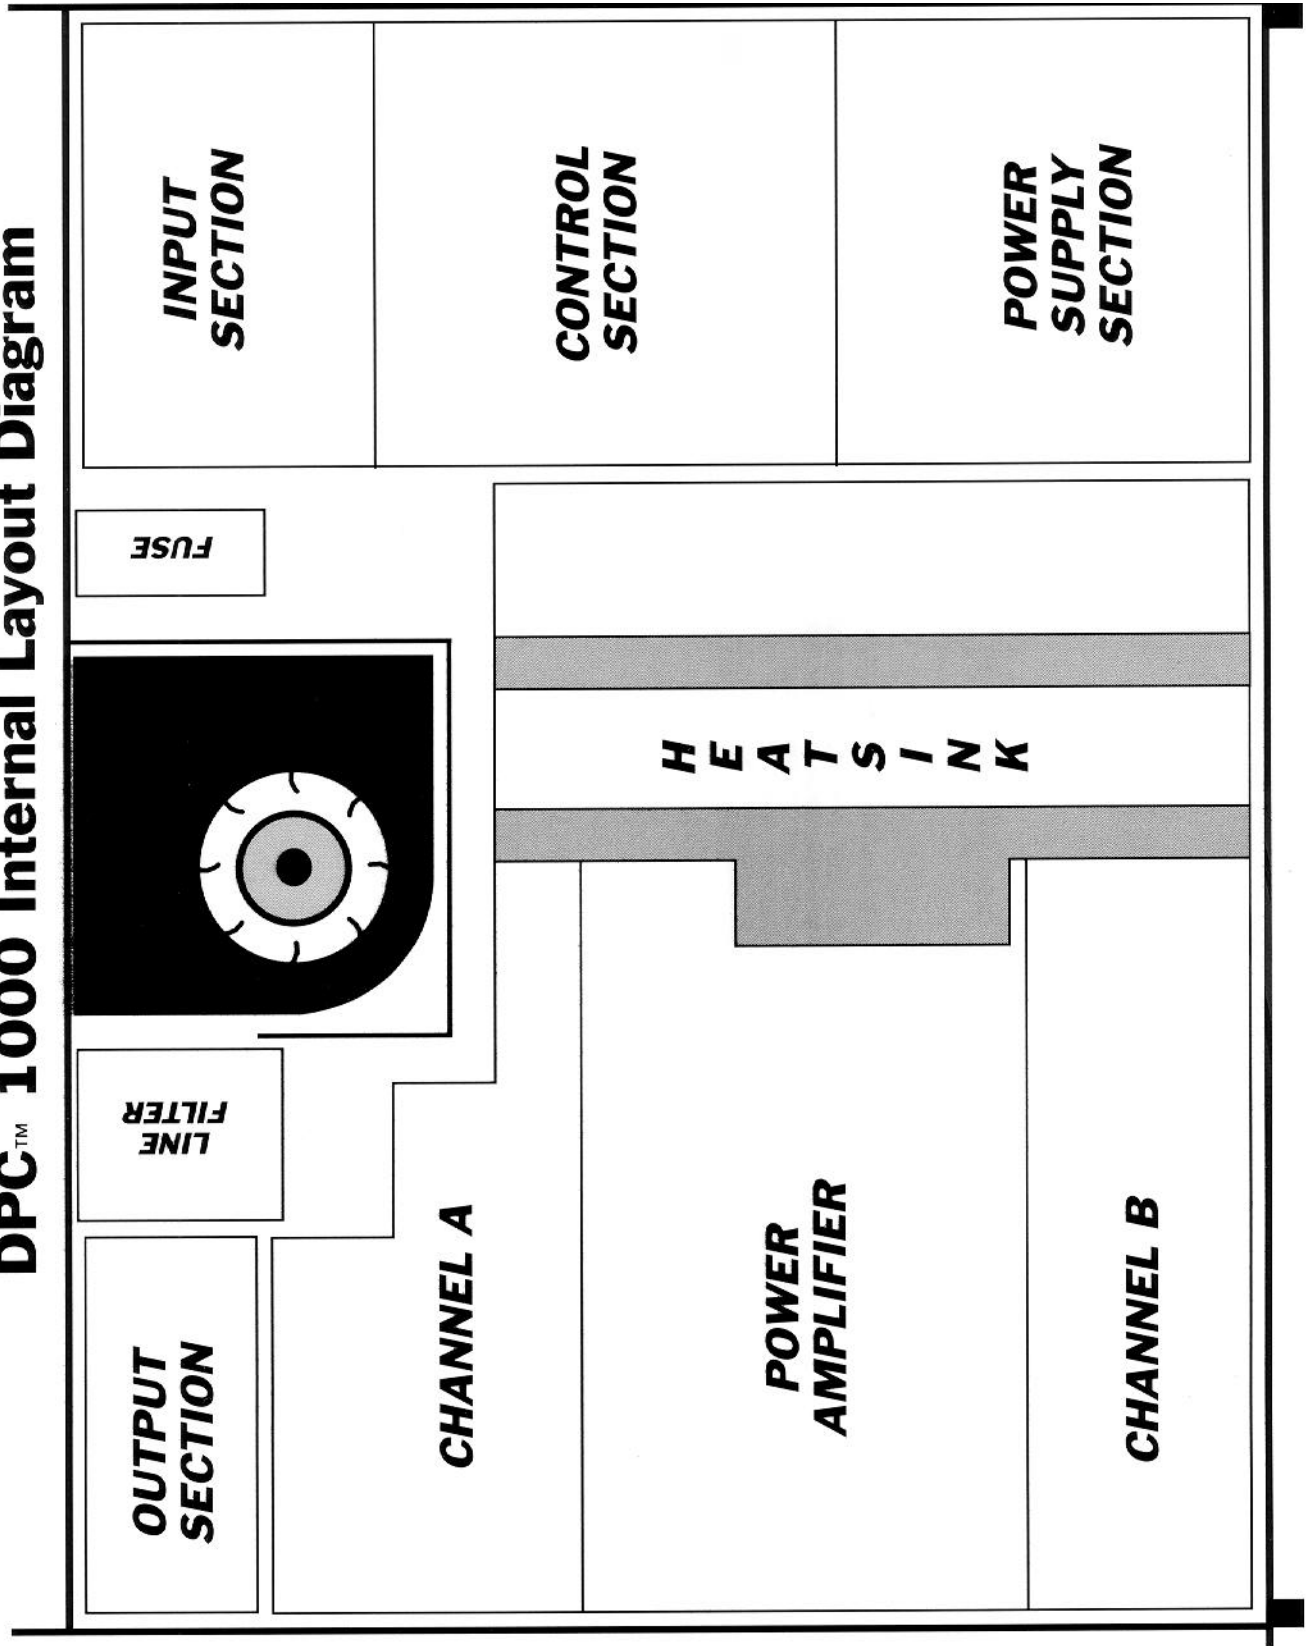 DPC™ 1000 Internal Layout Diagram
OUTPUT
SECTION
LINE
FILTER
FUSE
INPUT
SECTION
CHANNEL A
HEATSINK
CONTROL
SECTION
POWER
AMPLIFIER
CHANNEL B
POWER
SUPPLY
SECTION